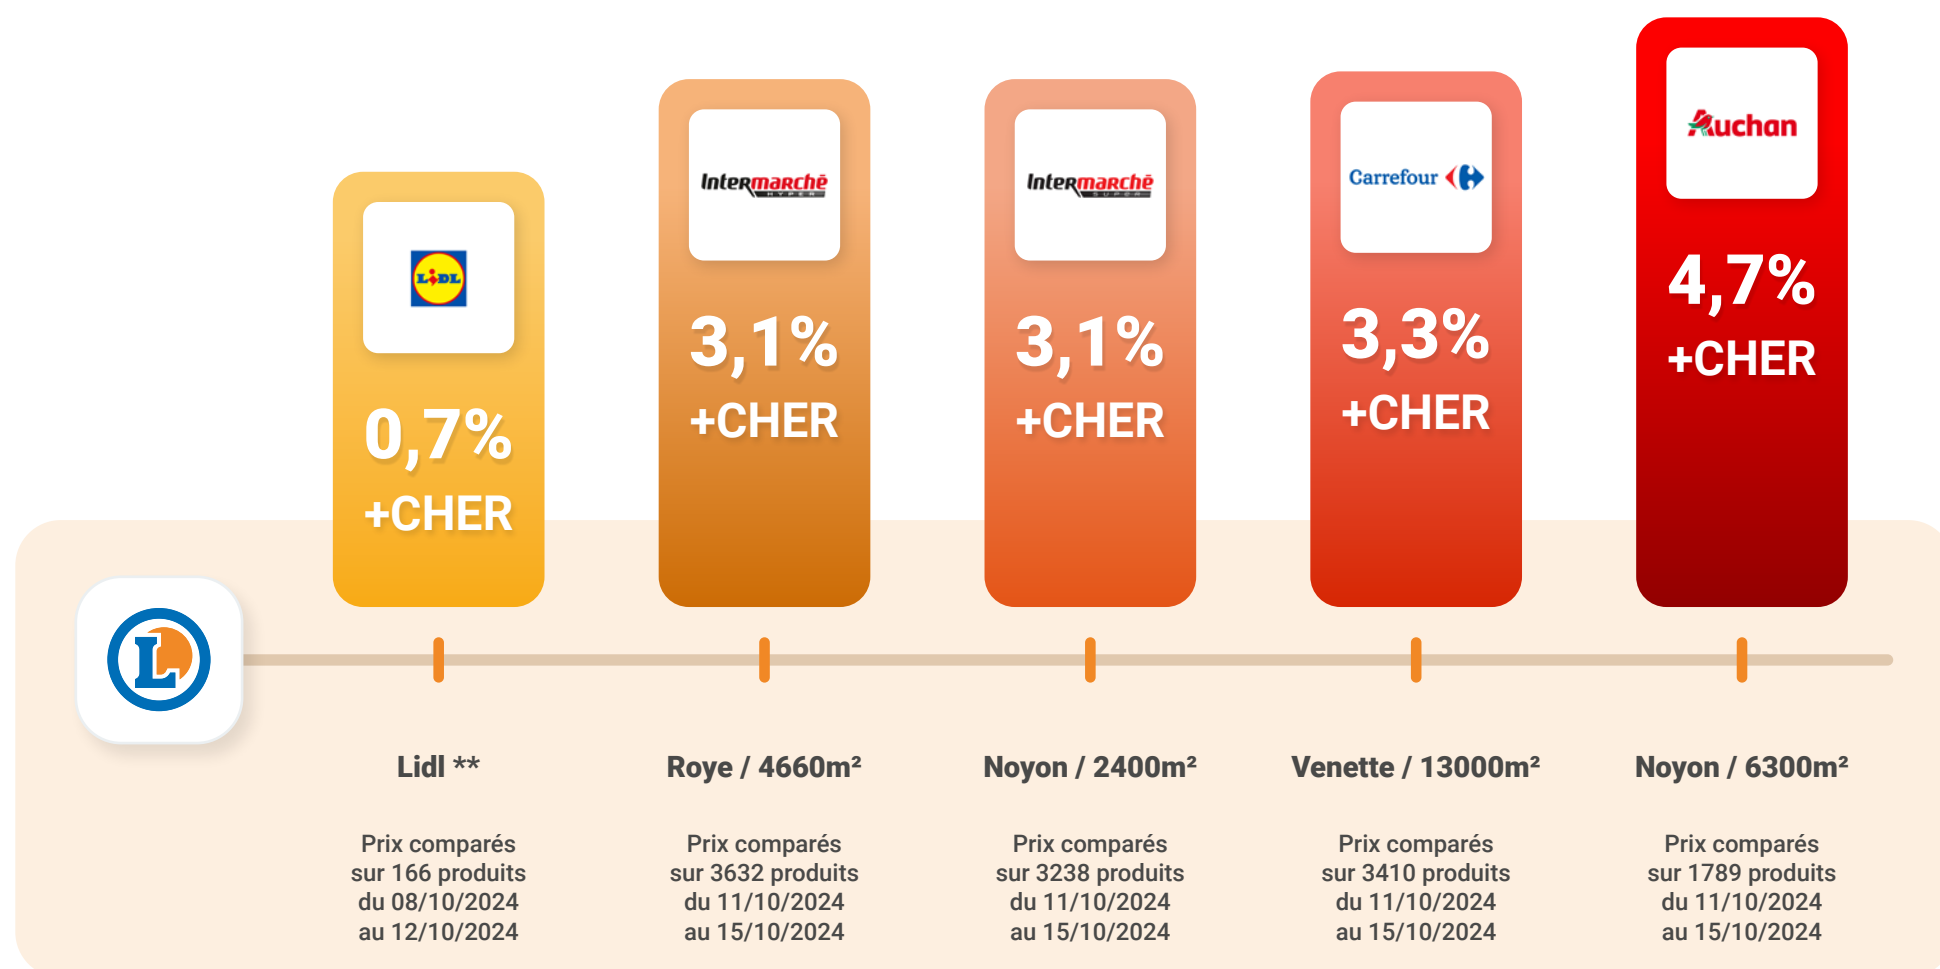 LIDL
0,7%
+CHER
Intermarché
HYPER
3,1%
+CHER
Intermarché
SUPER
3,1%
+CHER
Carrefour
3,3%
+CHER
Auchan
4,7%
+CHER
L
Lidl **
Prix comparés
sur 166 produits
du 08/10/2024
au 12/10/2024
Roye / 4660m²
Prix comparés
sur 3632 produits
du 11/10/2024
au 15/10/2024
Noyon / 2400m²
Prix comparés
sur 3238 produits
du 11/10/2024
au 15/10/2024
Venette / 13000m²
Prix comparés
sur 3410 produits
du 11/10/2024
au 15/10/2024
Noyon / 6300m²
Prix comparés
sur 1789 produits
du 11/10/2024
au 15/10/2024